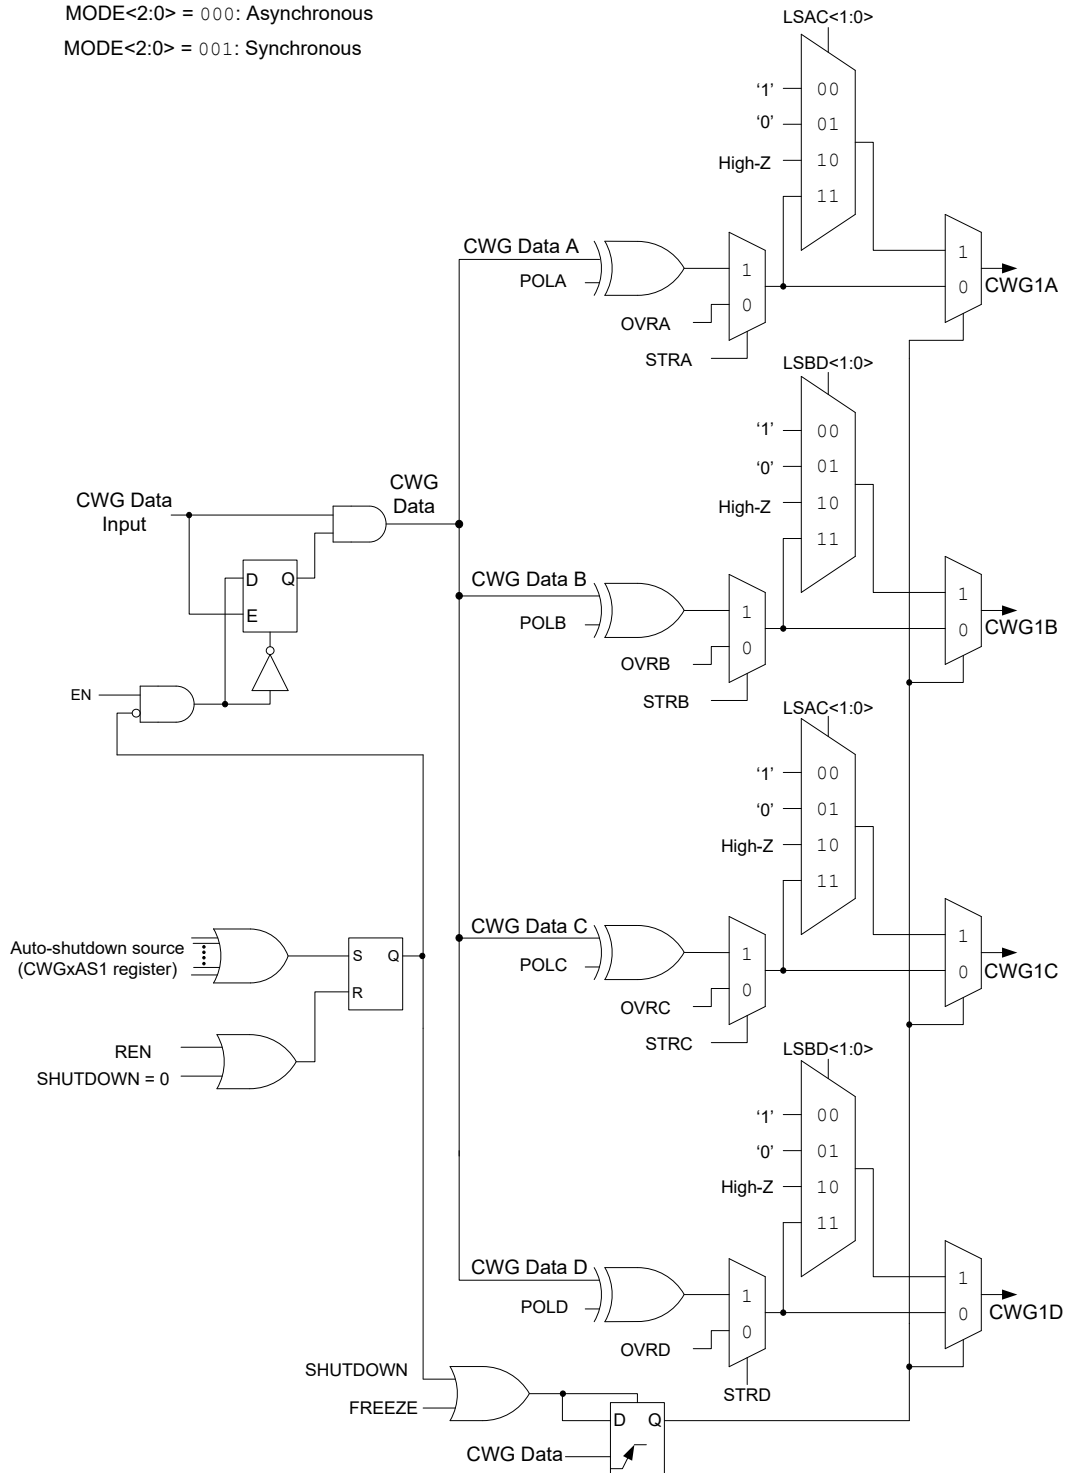 MODE<2:0> = 000: Asynchronous
MODE<2:0> = 001: Synchronous
LSAC<1:0>
'1' 00
'0' 01
High-Z 10
11
CWG Data A
POLA
1
0
OVRA
STRA
1
0
CWG1A
LSBD<1:0>
'1' 00
'0' 01
High-Z 10
11
CWG Data
Input
CWG
Data
D Q
E
EN
CWG Data B
POLB
1
0
OVRB
STRB
1
0
CWG1B
LSAC<1:0>
'1' 00
'0' 01
High-Z 10
11
CWG Data C
POLC
1
0
OVRC
STRC
1
0
CWG1C
Auto-shutdown source
(CWGxAS1 register)
S Q
R
REN
SHUTDOWN = 0
LSBD<1:0>
'1' 00
'0' 01
High-Z 10
11
CWG Data D
POLD
1
0
OVRD
STRD
1
0
CWG1D
SHUTDOWN
FREEZE
D Q
CWG Data